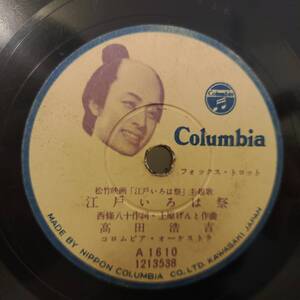 Columbia
Columbia
フォックス・トロット
松竹映画「江戸いろは祭」主題歌
江戸いろは祭
西條八十作詞・上原げんと作曲
高田浩吉
コロムビア・オーケストラ
A1610
1213538
MADE BY NIPPON COLUMBIA CO., LTD. KAWASAKI JAPAN